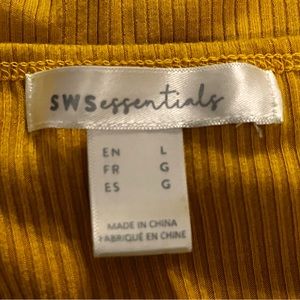 SWSessentials
EN L
FR G
ES G
MADE IN CHINA
FABRIQUÉ EN CHINE